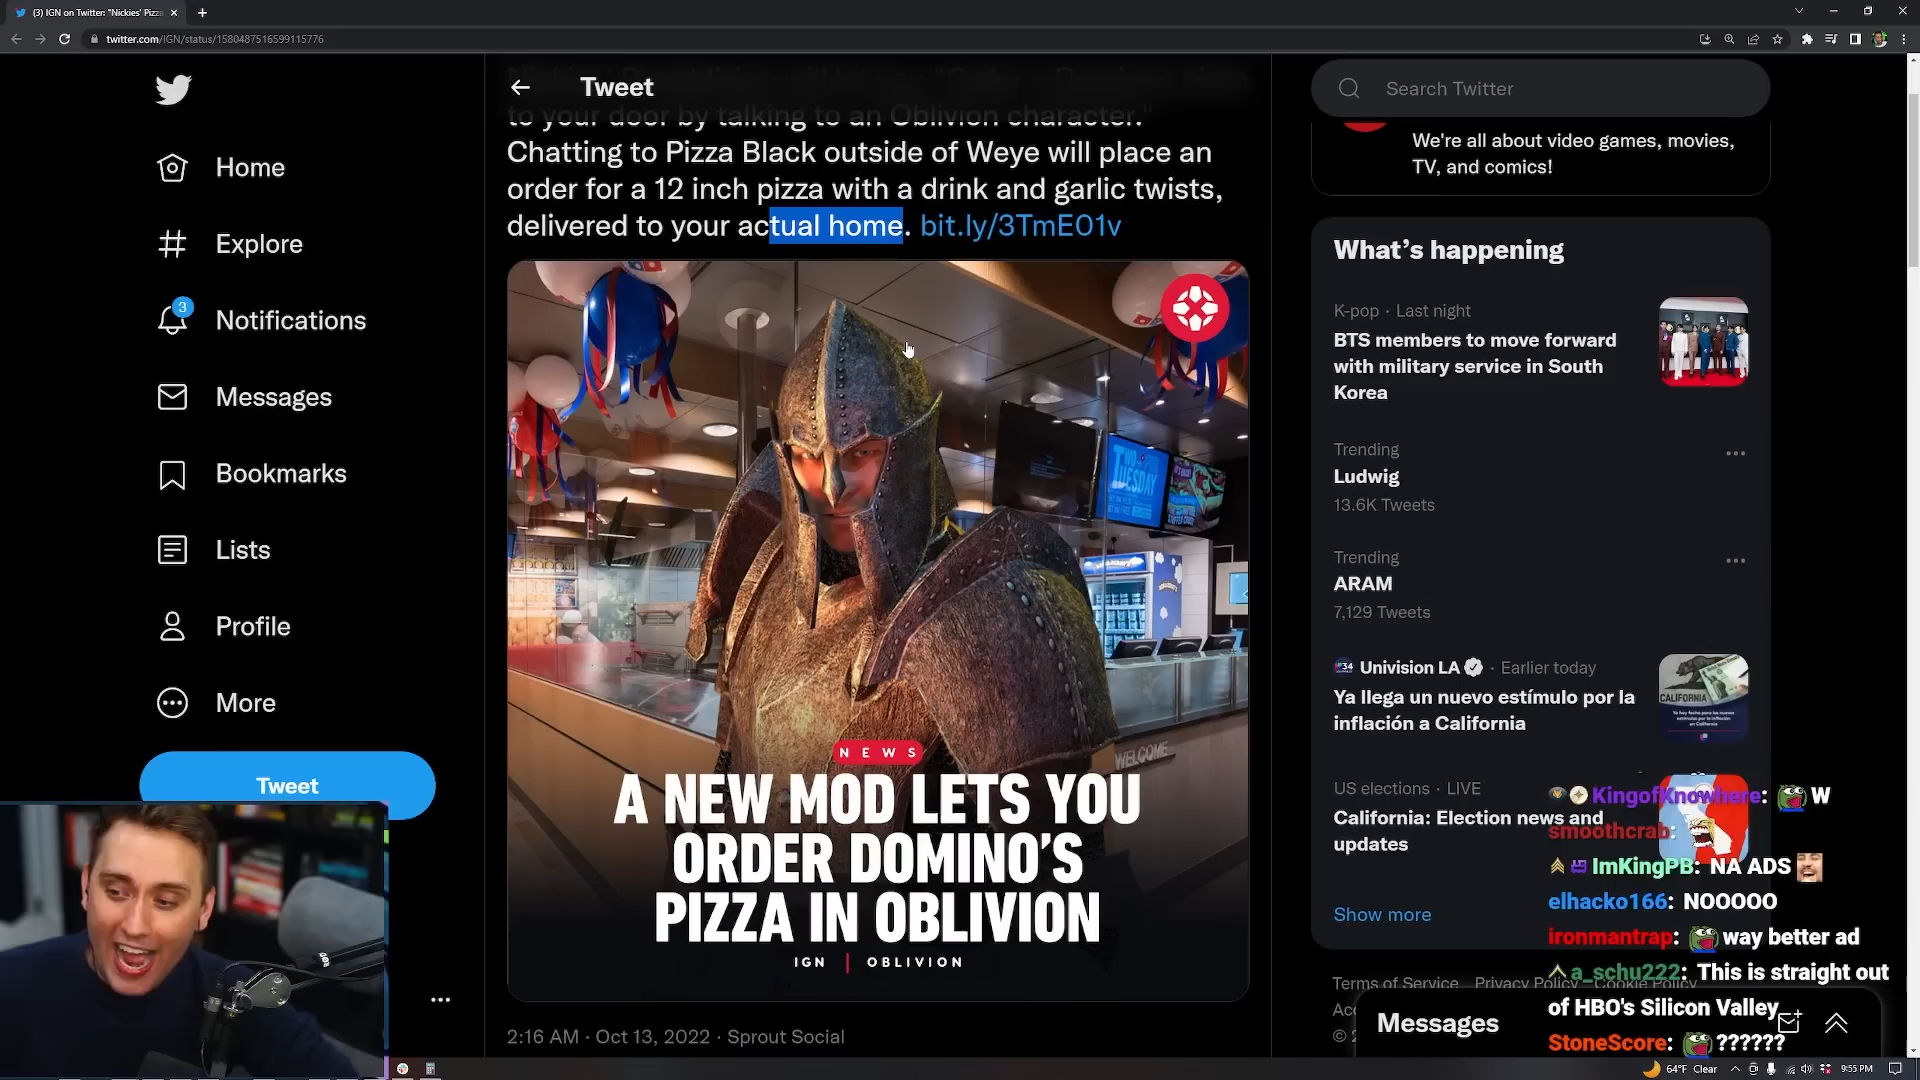 (3) IGN on Twitter: "Nickies' Pizza
twitter.com/IGN/status/1580487516599115776
Home
Explore
3
Notifications
Messages
Bookmarks
Lists
Profile
More
Tweet
Tweet
to your door by talking to an Oblivion character."
Chatting to Pizza Black outside of Weye will place an
order for a 12 inch pizza with a drink and garlic twists,
delivered to your actual home. bit.ly/3TmEO1v
TUESDAY
WELCOME
NEWS
A NEW MOD LETS YOU
ORDER DOMINO'S
PIZZA IN OBLIVION
IGN | OBLIVION
2:16 AM · Oct 13, 2022 · Sprout Social
Search Twitter
We're all about video games, movies,
TV, and comics!
What's happening
K-pop · Last night
BTS members to move forward
with military service in South
Korea
Trending
Ludwig
13.6K Tweets
Trending
ARAM
7,129 Tweets
34 Univision LA · Earlier today
Ya llega un nuevo estímulo por la
inflación a California
CALIFORNIA
US elections · LIVE
California: Election news and
updates
Show more
Terms of Service Privacy Policy Cookie Policy
Messages
KingofKnowhere: W
smoothcrab:
ImKingPB: NA ADS
elhacko166: NOOOOO
ironmantrap: way better ad
a_schu222: This is straight out
of HBO's Silicon Valley
StoneScore: ??????
64°F Clear
9:55 PM